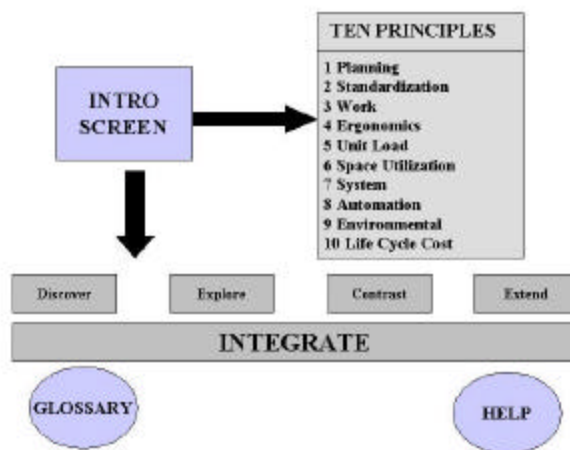 TEN PRINCIPLES
INTRO
SCREEN
1 Planning
2 Standardization
3 Work
4 Ergonomics
5 Unit Load
6 Space Utilization
7 System
8 Automation
9 Environmental
10 Life Cycle Cost
Discover
Explore
Contrast
Extend
INTEGRATE
GLOSSARY
HELP